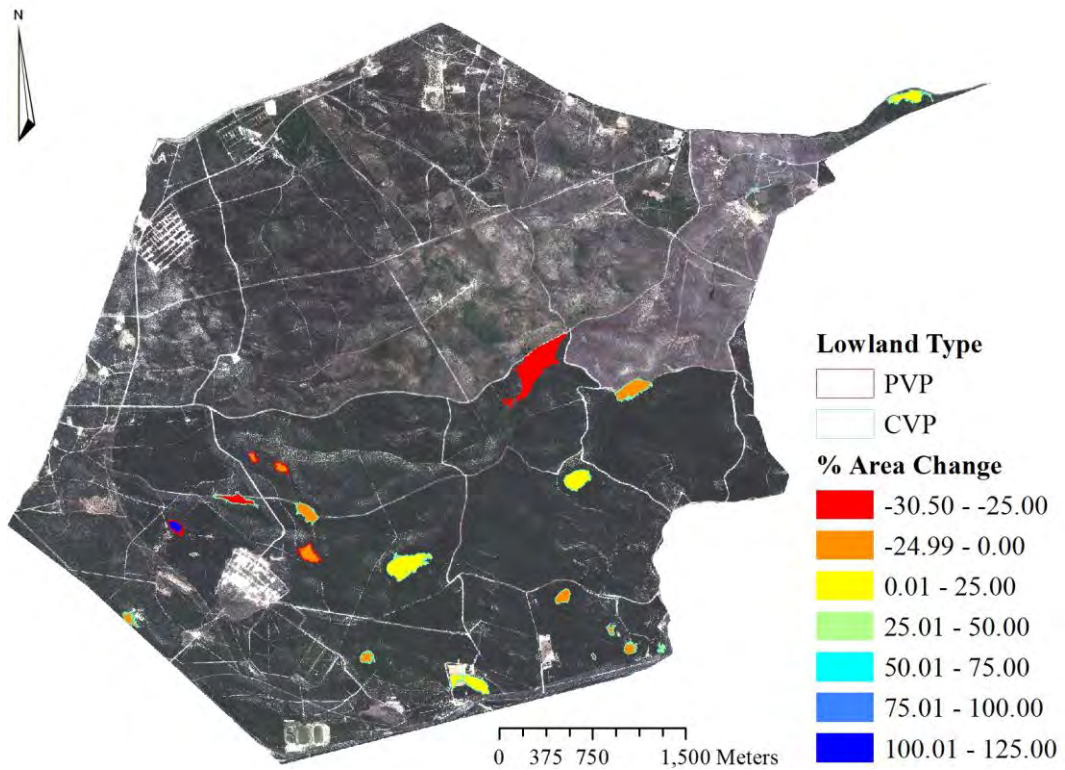 N
Lowland Type
PVP
CVP
% Area Change
-30.50 - -25.00
-24.99 - 0.00
0.01 - 25.00
25.01 - 50.00
50.01 - 75.00
75.01 - 100.00
100.01 - 125.00
0 375 750 1,500 Meters